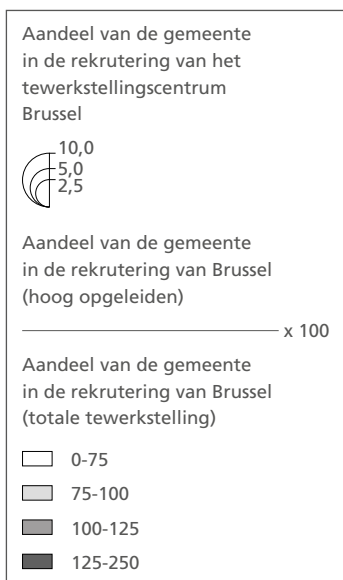 Aandeel van de gemeente
in de rekrutering van het
tewerkstellingscentrum
Brussel
10,0
5,0
2,5
Aandeel van de gemeente
in de rekrutering van Brussel
(hoog opgeleiden)
x 100
Aandeel van de gemeente
in de rekrutering van Brussel
(totale tewerkstelling)
0-75
75-100
100-125
125-250